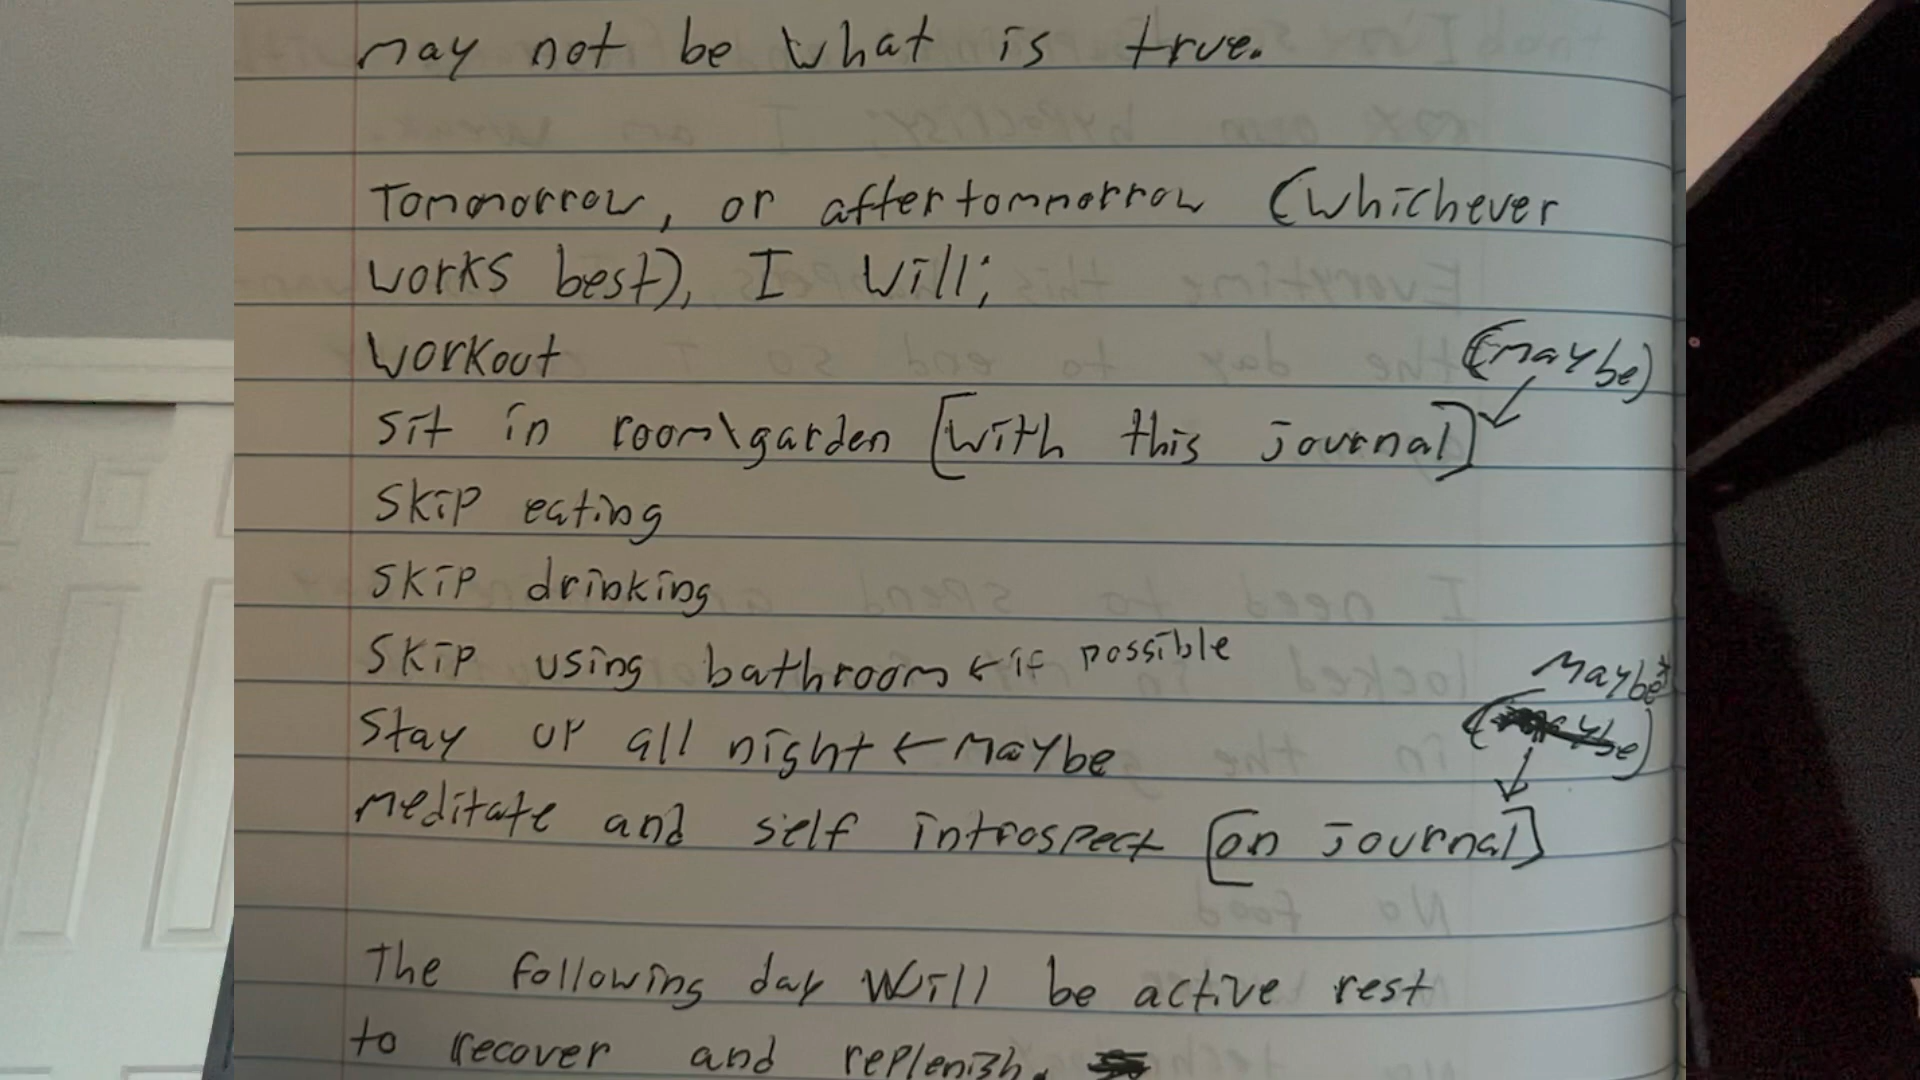 may not be what is true.
Tomomorrow, or aftertommorrow (whichever
works best), I will;
workout
(maybe)
sit in room\garden [with this journal]
skip eating
skip drinking
skip using bathroom ← if possible
Maybe
stay up all night ← Maybe
meditate and self introspect [on journal]
The following day will be active rest
to recover and replenish.